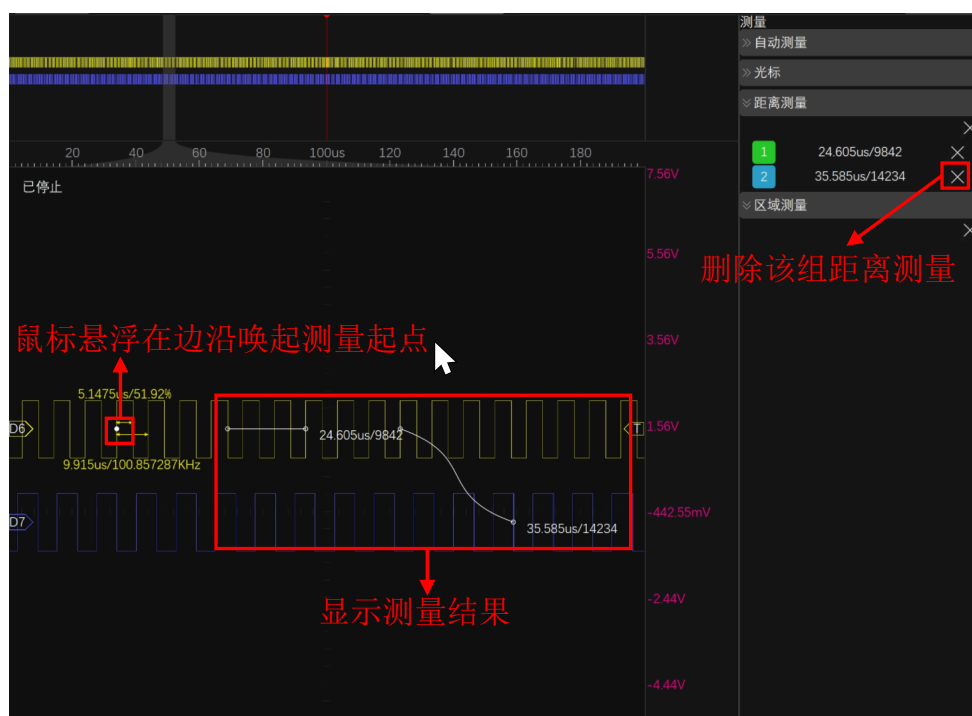 测量
自动测量
光标
距离测量
1 24.605us/9842
2 35.585us/14234
区域测量
删除该组距离测量
20 40 60 80 100us 120 140 160 180
已停止
7.56V
5.56V
3.56V
1.56V
-442.55mV
-2.44V
-4.44V
鼠标悬浮在边沿唤起测量起点
5.1475us/51.92%
D6
24.605us/9842
T
9.915us/100.857287KHz
D7
35.585us/14234
显示测量结果